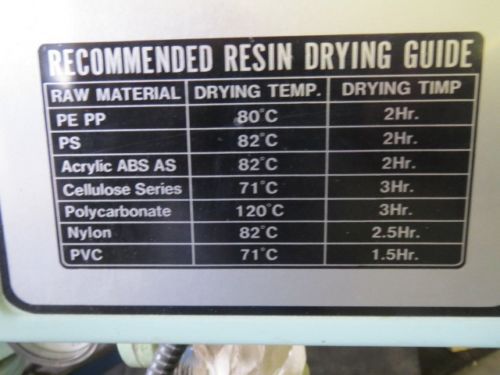 RECOMMENDED RESIN DRYING GUIDE
RAW MATERIAL DRYING TEMP. DRYING TIMP
PE PP 80°C 2Hr.
PS 82°C 2Hr.
Acrylic ABS AS 82°C 2Hr.
Cellulose Series 71°C 3Hr.
Polycarbonate 120°C 3Hr.
Nylon 82°C 2.5Hr.
PVC 71°C 1.5Hr.